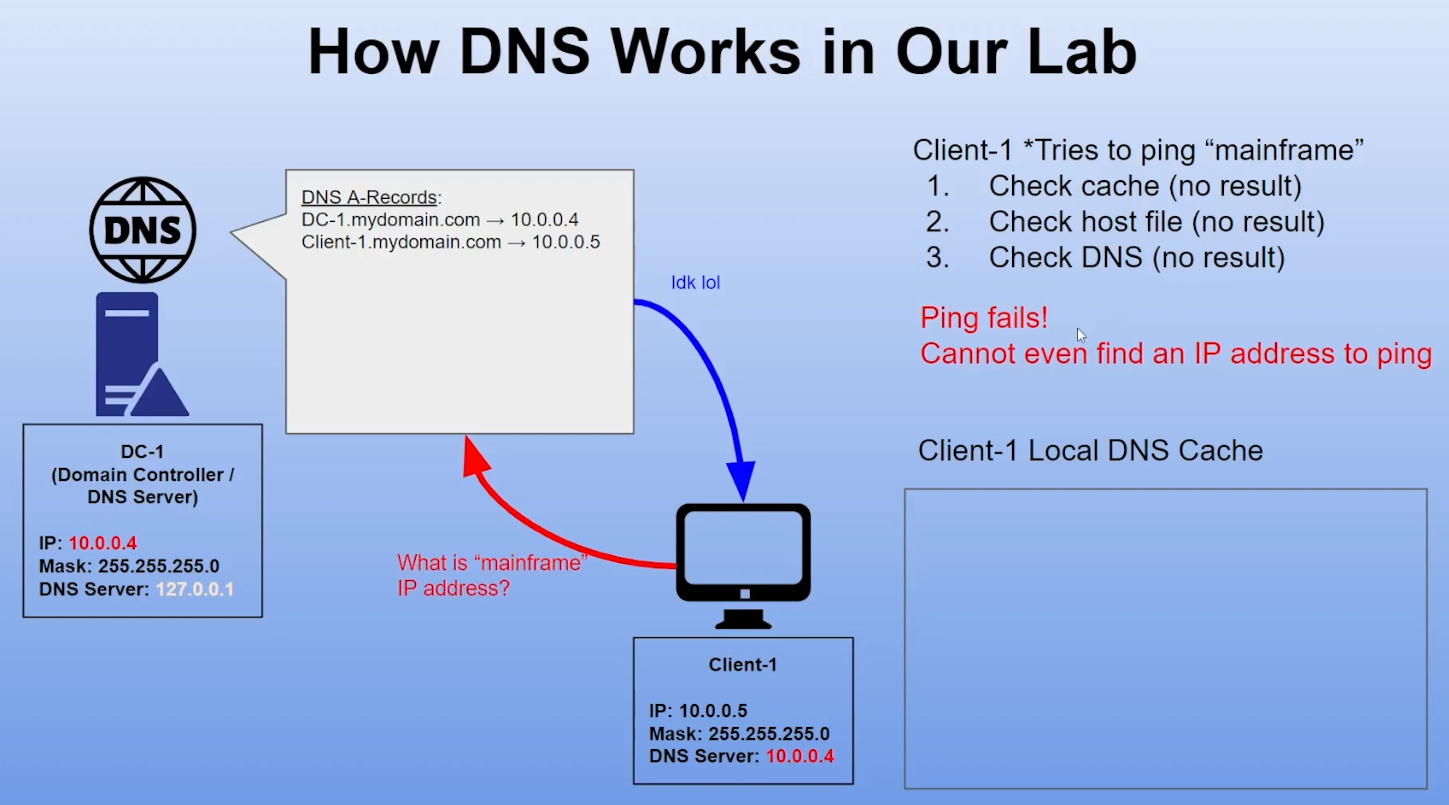 How DNS Works in Our Lab
DNS
DNS A-Records:
DC-1.mydomain.com → 10.0.0.4
Client-1.mydomain.com → 10.0.0.5
Idk lol
What is “mainframe”
IP address?
DC-1
(Domain Controller /
DNS Server)
IP: 10.0.0.4
Mask: 255.255.255.0
DNS Server: 127.0.0.1
Client-1
IP: 10.0.0.5
Mask: 255.255.255.0
DNS Server: 10.0.0.4
Client-1 *Tries to ping “mainframe”
1. Check cache (no result)
2. Check host file (no result)
3. Check DNS (no result)
Ping fails!
Cannot even find an IP address to ping
Client-1 Local DNS Cache